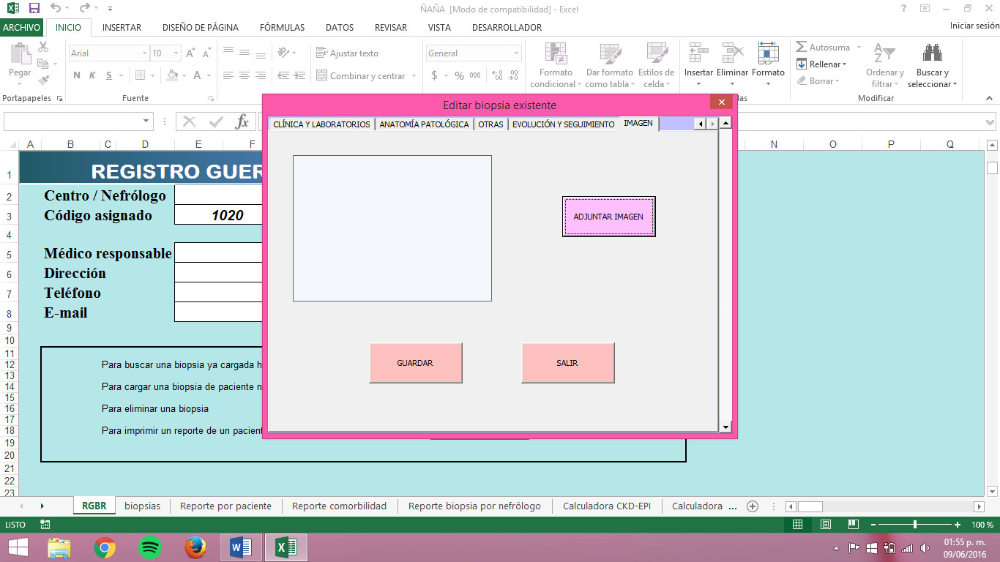 ÑAÑA [Modo de compatibilidad] - Excel
ARCHIVO INICIO INSERTAR DISEÑO DE PÁGINA FÓRMULAS DATOS REVISAR VISTA DESARROLLADOR Iniciar sesión
Pegar
Portapapeles
Arial 10
N K S
Fuente
Ajustar texto
Combinar y centrar
General
$ % 000
Formato condicional
Dar formato como tabla
Estilos de celda
Insertar Eliminar Formato
Autosuma
Rellenar
Borrar
Ordenar y filtrar
Buscar y seleccionar
Modificar
fx
Editar biopsia existente
CLÍNICA Y LABORATORIOS ANATOMÍA PATOLÓGICA OTRAS EVOLUCIÓN Y SEGUIMIENTO IMAGEN
ADJUNTAR IMAGEN
GUARDAR SALIR
A B C D E F N O P Q
1 REGISTRO GUER
2 Centro / Nefrólogo
3 Código asignado 1020
4
5 Médico responsable
6 Dirección
7 Teléfono
8 E-mail
9
10
11
12 Para buscar una biopsia ya cargada h
13
14 Para cargar una biopsia de paciente n
15
16 Para eliminar una biopsia
17
18 Para imprimir un reporte de un pacient
19
20
21
22
23
RGBR biopsias Reporte por paciente Reporte comorbilidad Reporte biopsia por nefrólogo Calculadora CKD-EPI Calculadora ...
LISTO 100 %
01:55 p. m.
09/06/2016